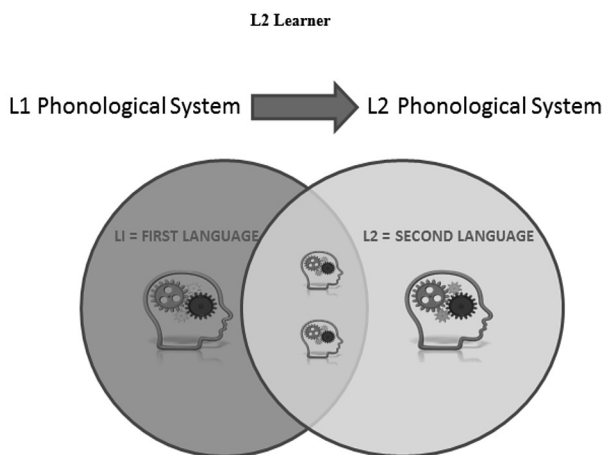 L2 Learner
L1 Phonological System
L2 Phonological System
LI = FIRST LANGUAGE
L2 = SECOND LANGUAGE